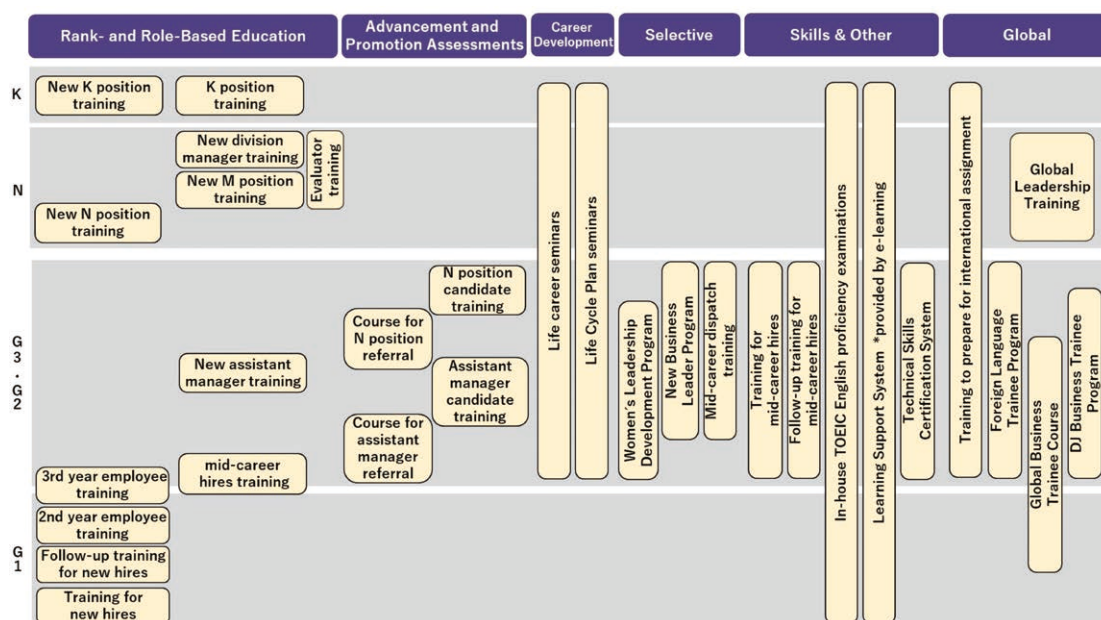 Rank- and Role-Based Education
Advancement and
Promotion Assessments
Career
Development
Selective
Skills & Other
Global
K
New K position
training
K position
training
N
New division
manager training
New M position
training
Evaluator
training
New N position
training
Global
Leadership
Training
G3・G2
N position
candidate
training
Course for
N position
referral
New assistant
manager training
Assistant
manager
candidate
training
Course for
assistant
manager
referral
mid-career
hires training
3rd year employee
training
Life career seminars
Life Cycle Plan seminars
Women's Leadership
Development Program
New Business
Leader Program
Mid-career dispatch
training
Training for
mid-career hires
Follow-up training for
mid-career hires
In-house TOEIC English proficiency examinations
Learning Support System *provided by e-learning
Technical Skills
Certification System
Training to prepare for international assignment
Foreign Language
Trainee Program
Global Business
Trainee Course
DJ Business Trainee
Program
G1
2nd year employee
training
Follow-up training
for new hires
Training for
new hires